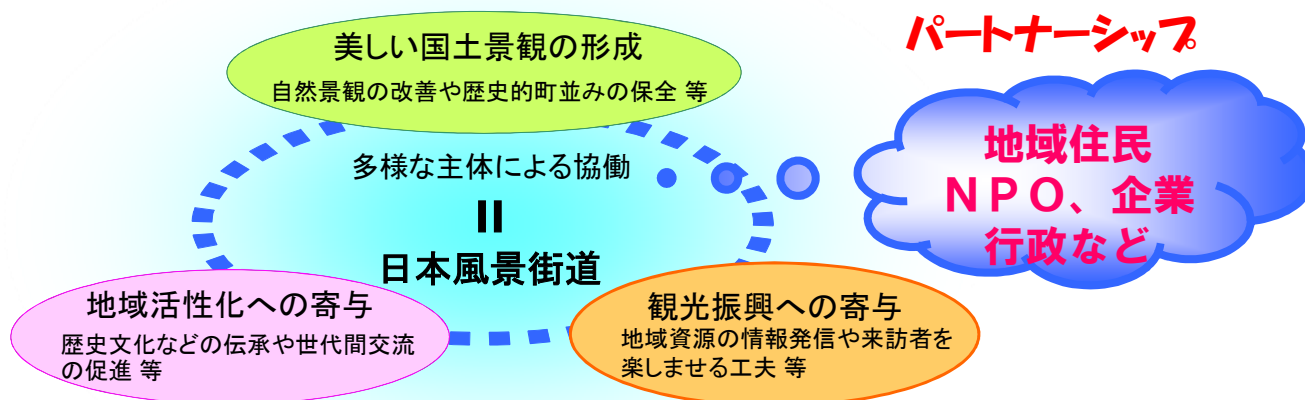 美しい国土景観の形成
自然景観の改善や歴史的町並みの保全 等
多様な主体による協働
＝
日本風景街道
地域活性化への寄与
歴史文化などの伝承や世代間交流
の促進 等
観光振興への寄与
地域資源の情報発信や来訪者を
楽しませる工夫 等
パートナーシップ
地域住民
ＮＰＯ、企業
行政など